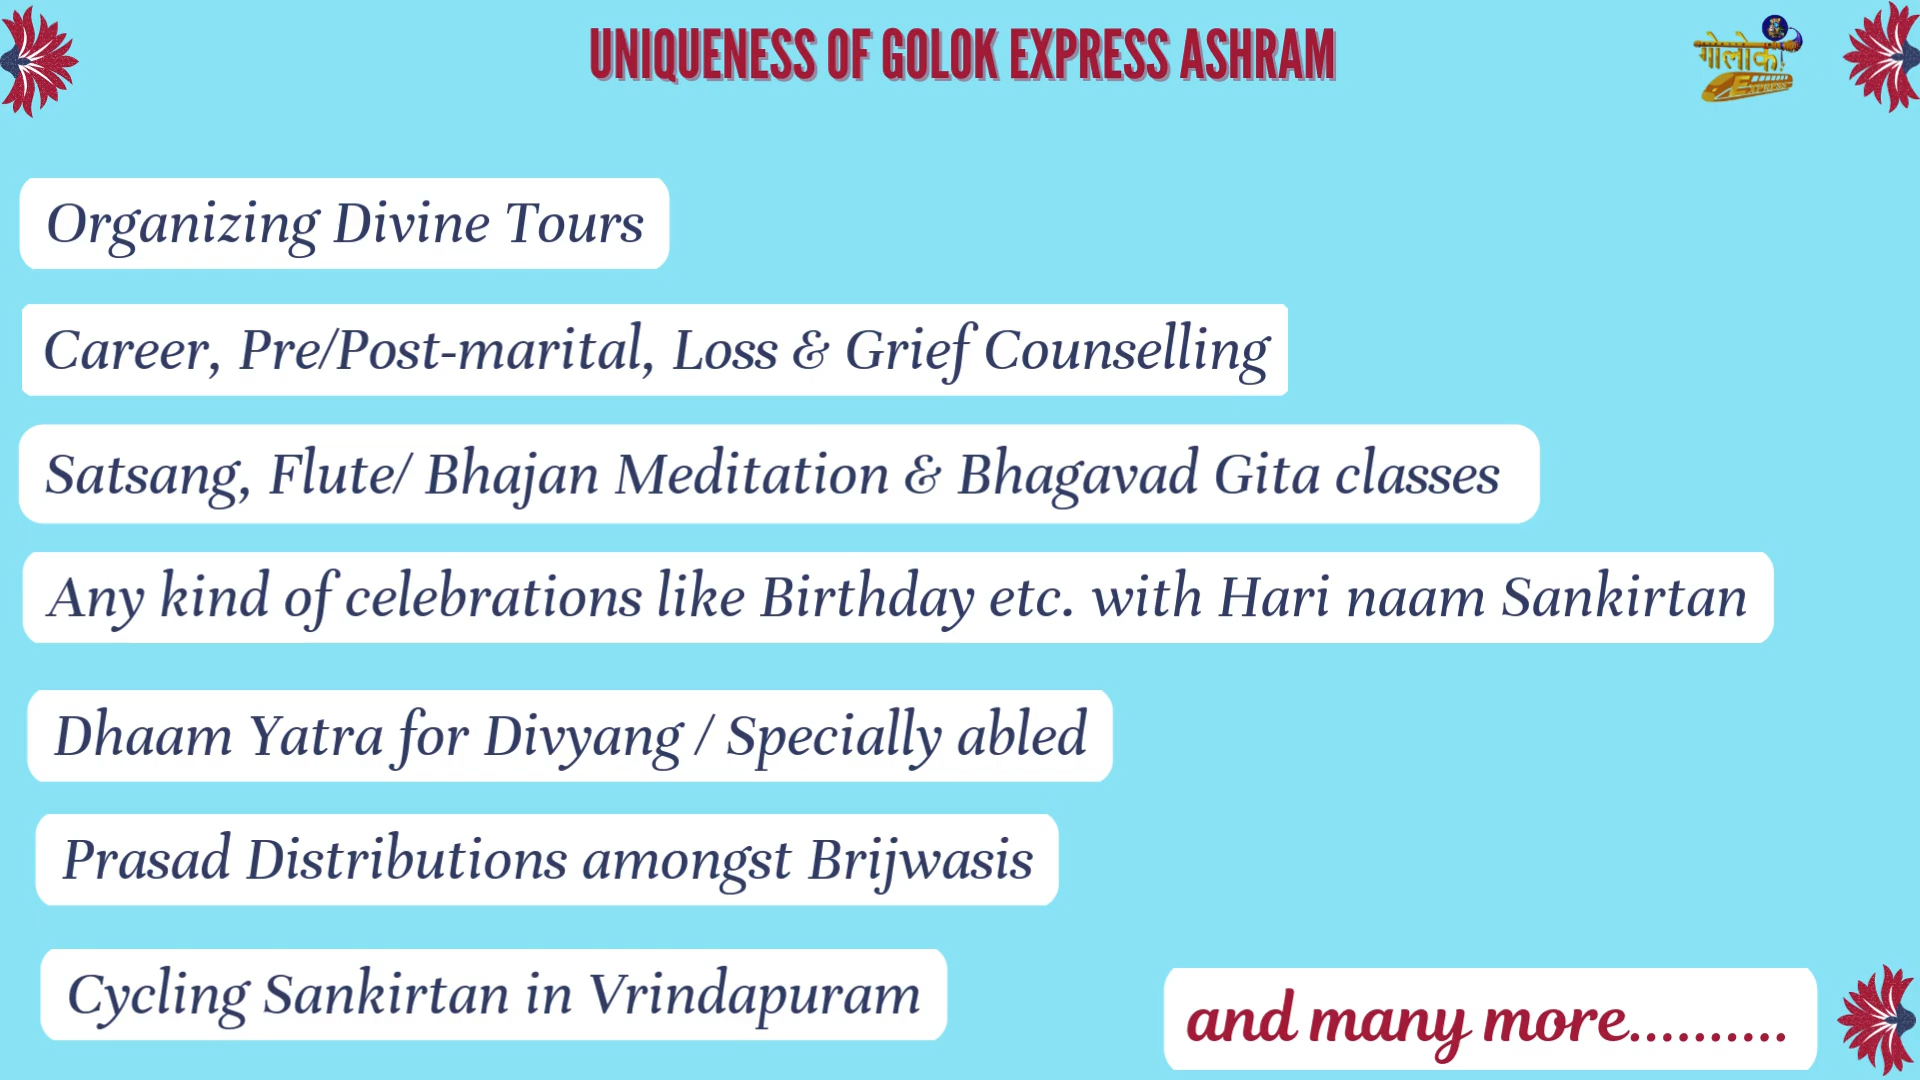 UNIQUENESS OF GOLOK EXPRESS ASHRAM
गोलोक
EXPRESS
Organizing Divine Tours
Career, Pre/Post-marital, Loss & Grief Counselling
Satsang, Flute/ Bhajan Meditation & Bhagavad Gita classes
Any kind of celebrations like Birthday etc. with Hari naam Sankirtan
Dhaam Yatra for Divyang / Specially abled
Prasad Distributions amongst Brijwasis
Cycling Sankirtan in Vrindapuram
and many more..........